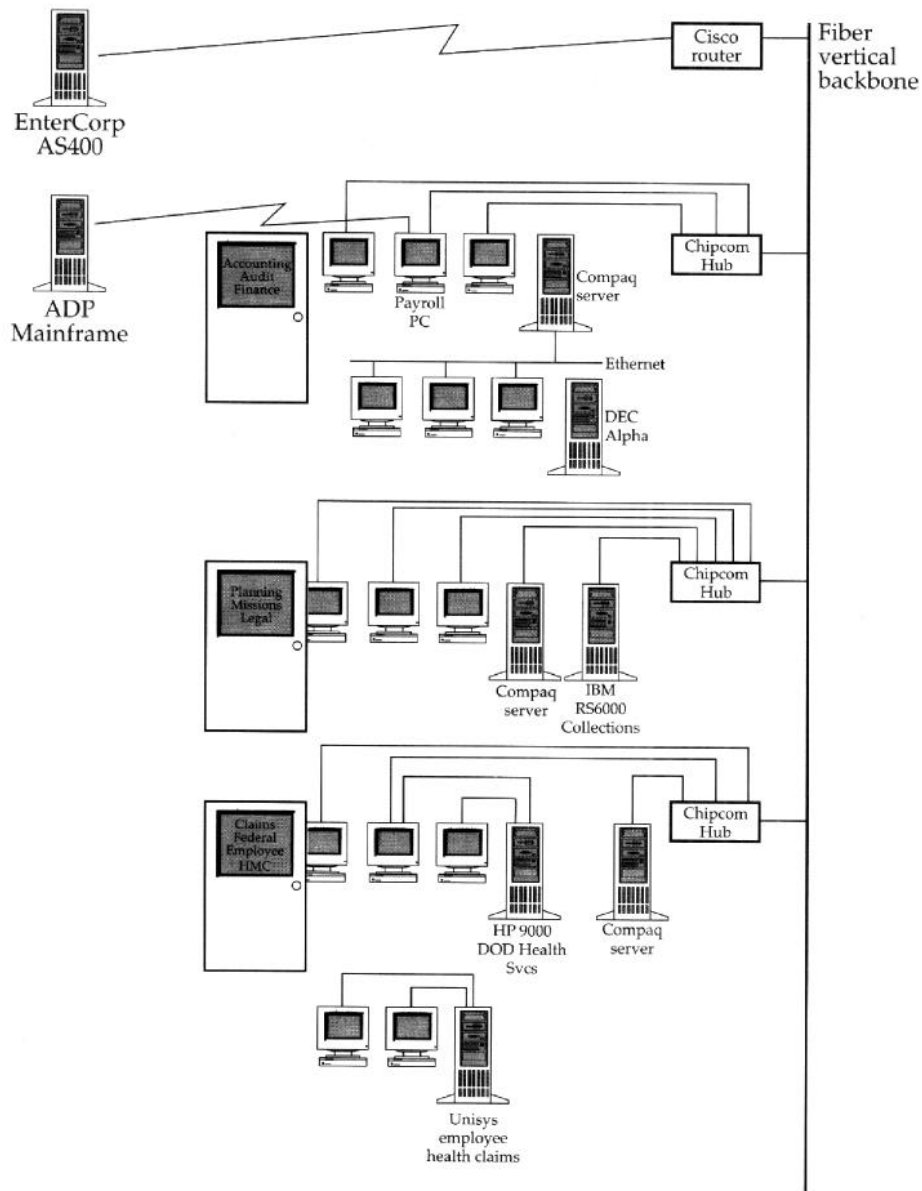 Cisco
router
Fiber
vertical
backbone
EnterCorp
AS400
ADP
Mainframe
Accounting
Audit
Finance
Payroll
PC
Compaq
server
Chipcom
Hub
Ethernet
DEC
Alpha
Planning
Missions
Legal
Compaq
server
IBM
RS6000
Collections
Chipcom
Hub
Claims
Federal
Employee
HMC
HP 9000
DOD Health
Svcs
Compaq
server
Chipcom
Hub
Unisys
employee
health claims